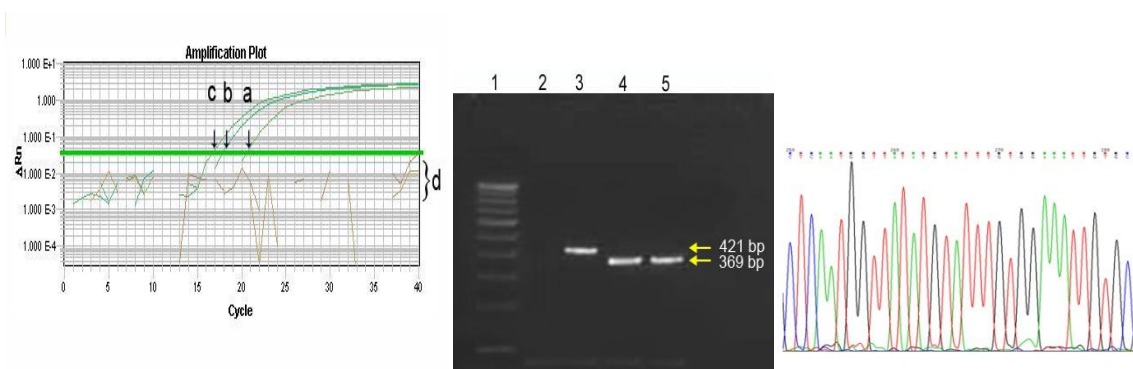 Amplification Plot
1.000 E+1
1.000
1.000 E-1
1.000 E-2
1.000 E-3
1.000 E-4
ΔRn
c b a
d
0 5 10 15 20 25 30 35 40
Cycle
1 2 3 4 5
421 bp
369 bp